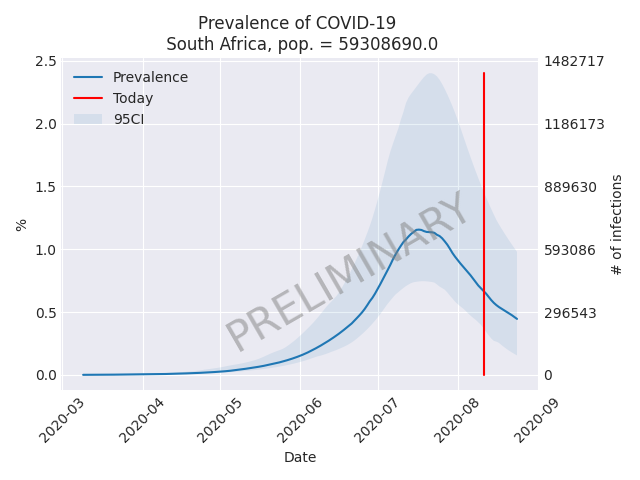 Prevalence of COVID-19
South Africa, pop. = 59308690.0
2.5
2.0
1.5
1.0
0.5
0.0
%
Prevalence
Today
95CI
PRELIMINARY
1482717
1186173
889630
593086
296543
0
# of infections
2020-03
2020-04
2020-05
2020-06
2020-07
2020-08
2020-09
Date